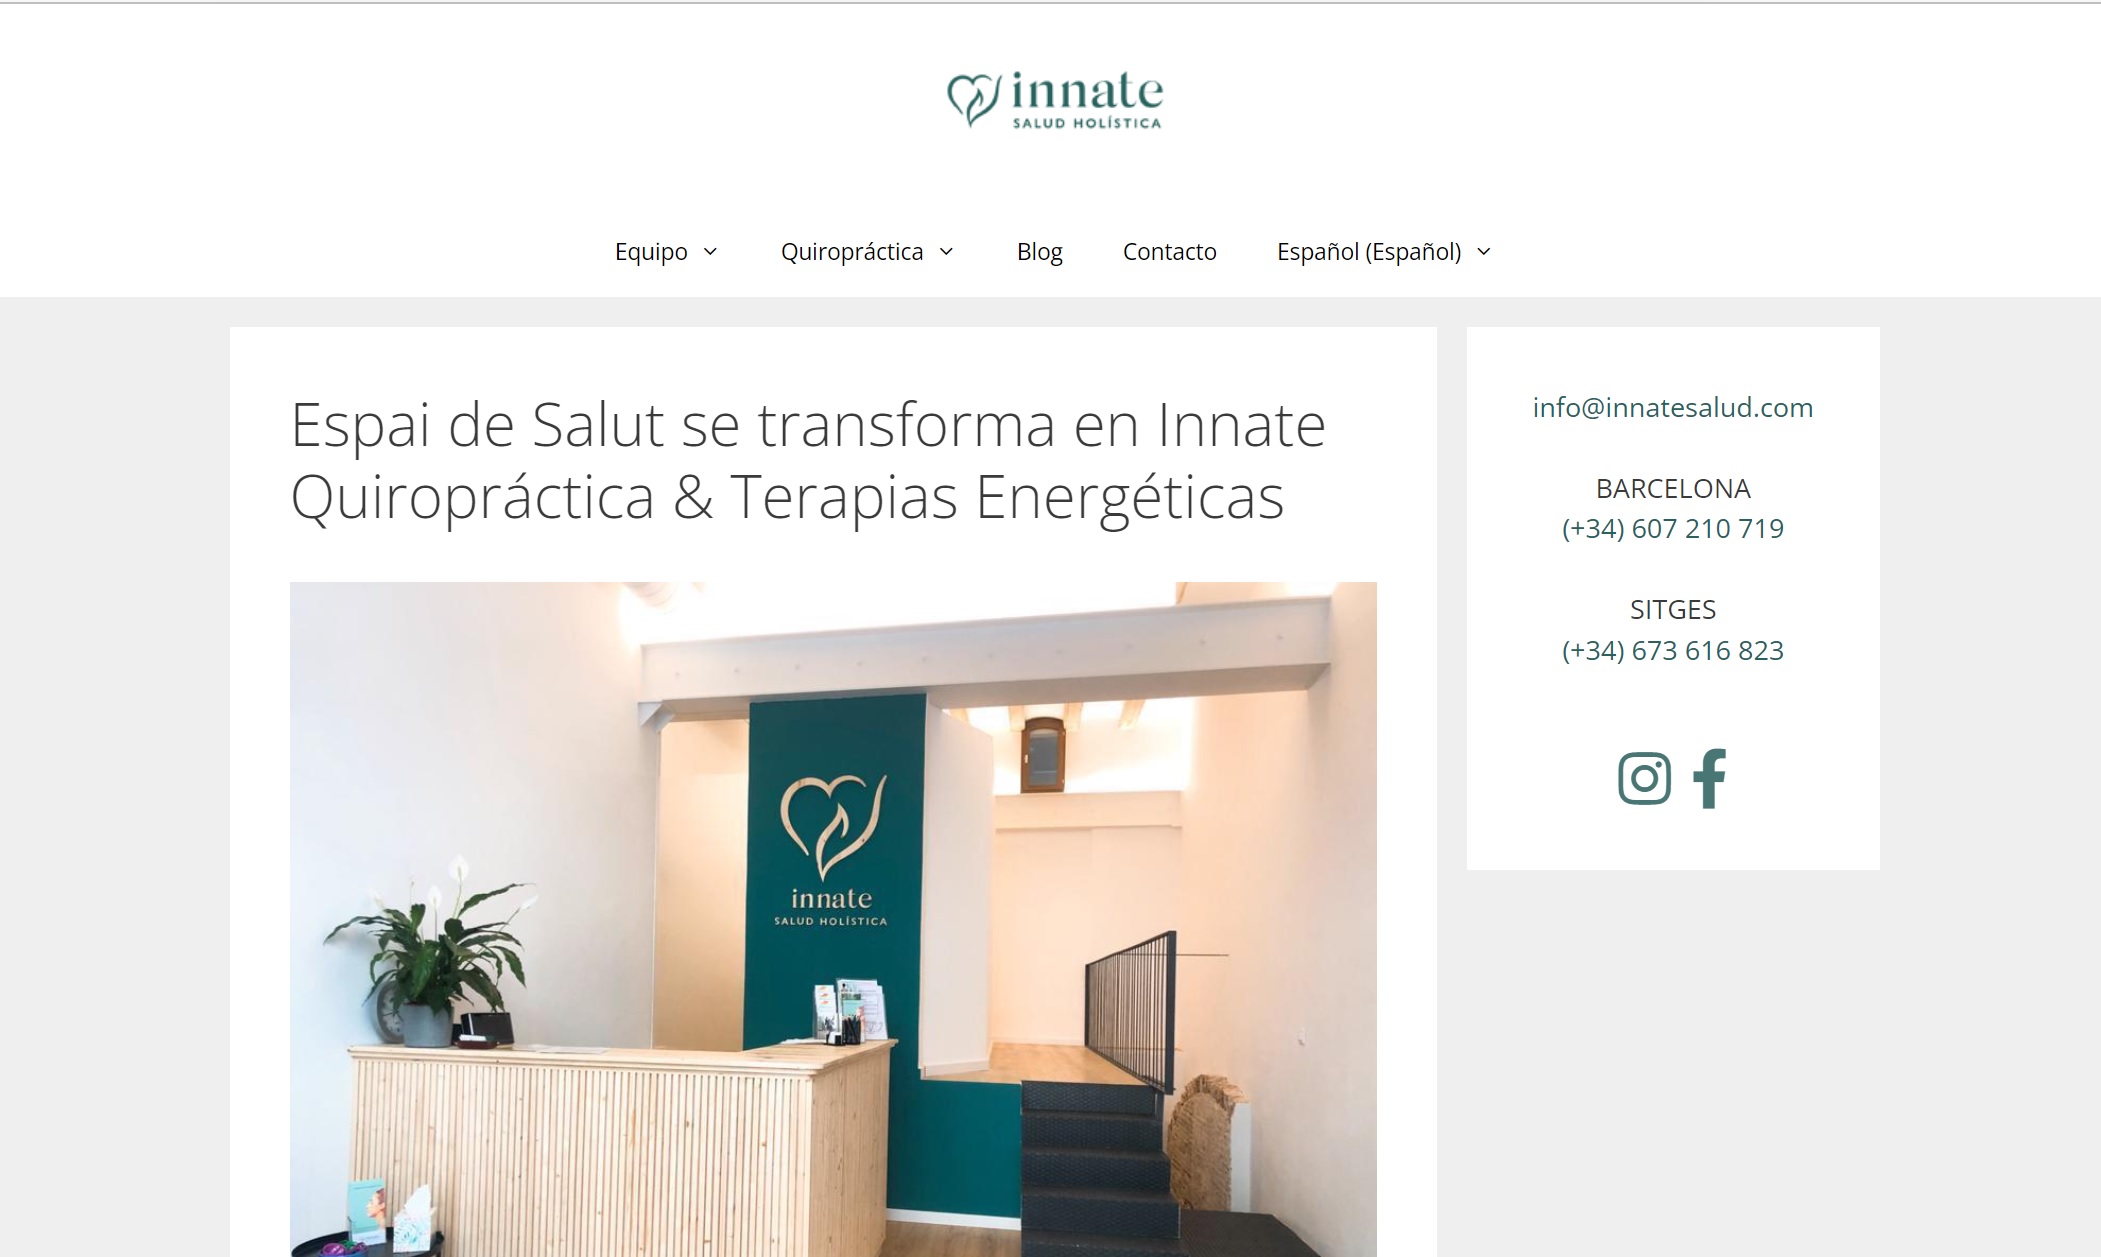 innate
SALUD HOLÍSTICA
Equipo
Quiropráctica
Blog
Contacto
Español (Español)
Espai de Salut se transforma en Innate
Quiropráctica & Terapias Energéticas
info@innatesalud.com
BARCELONA
(+34) 607 210 719
SITGES
(+34) 673 616 823
innate
SALUD HOLÍSTICA